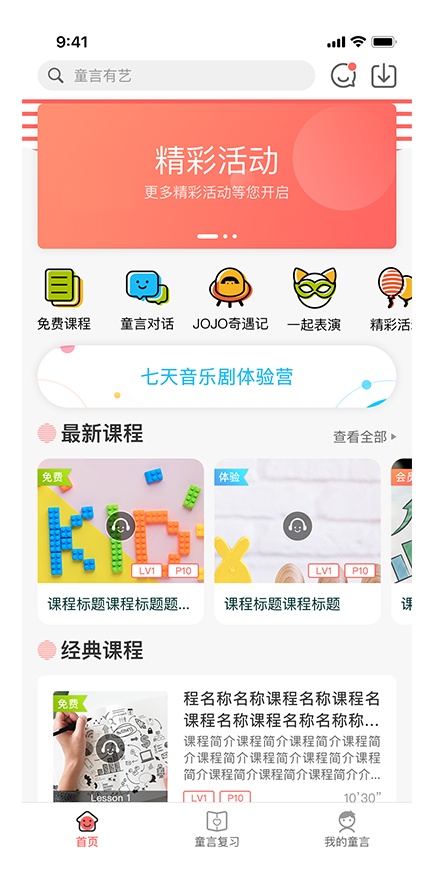 9:41
童言有艺
精彩活动
更多精彩活动等您开启
免费课程
童言对话
JOJO奇遇记
一起表演
精彩活
七天音乐剧体验营
最新课程
查看全部
免费
体验
会员
KID
LV1
P10
LV1
P10
课程标题课程标题题...
课程标题课程标题
经典课程
免费
程名称名称课程名称课程名
课程名称课程名称名称称...
课程简介课程简介课程简介课程简
介课程简介课程简介课程简介课程
简介课程简介课程简介课程简介介...
Lesson 1
LV1
P10
10'30"
首页
童言复习
我的童言